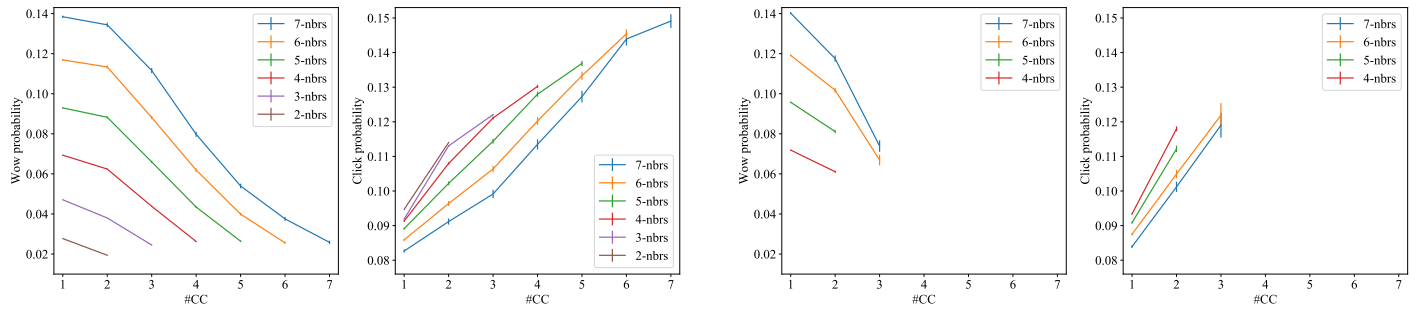 Wow probability
0.14
0.12
0.10
0.08
0.06
0.04
0.02
1 2 3 4 5 6 7
#CC
7-nbrs
6-nbrs
5-nbrs
4-nbrs
3-nbrs
2-nbrs
Click probability
0.15
0.14
0.13
0.12
0.11
0.10
0.09
0.08
1 2 3 4 5 6 7
#CC
7-nbrs
6-nbrs
5-nbrs
4-nbrs
3-nbrs
2-nbrs
Wow probability
0.14
0.12
0.10
0.08
0.06
0.04
0.02
1 2 3 4 5 6 7
#CC
7-nbrs
6-nbrs
5-nbrs
4-nbrs
Click probability
0.15
0.14
0.13
0.12
0.11
0.10
0.09
0.08
1 2 3 4 5 6 7
#CC
7-nbrs
6-nbrs
5-nbrs
4-nbrs